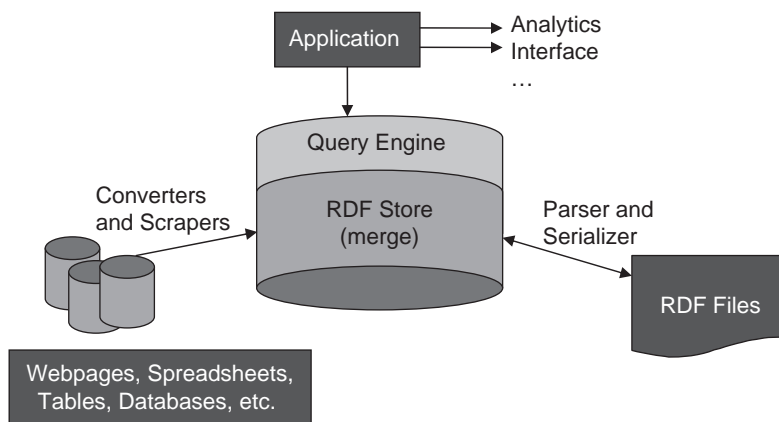 Application
Analytics
Interface
…
Query Engine
RDF Store
(merge)
Converters
and Scrapers
Parser and
Serializer
RDF Files
Webpages, Spreadsheets,
Tables, Databases, etc.